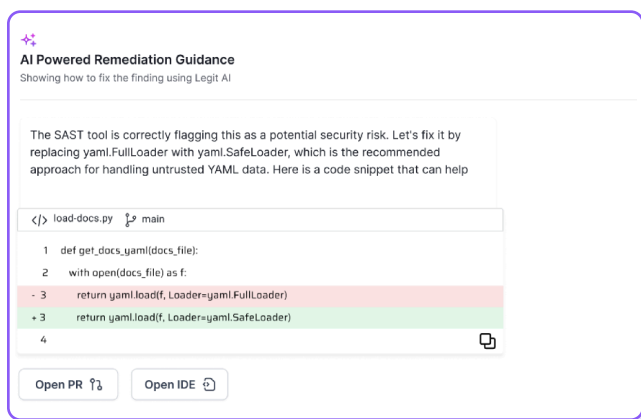 AI Powered Remediation Guidance
Showing how to fix the finding using Legit AI
The SAST tool is correctly flagging this as a potential security risk. Let's fix it by
replacing yaml.FullLoader with yaml.SafeLoader, which is the recommended
approach for handling untrusted YAML data. Here is a code snippet that can help
</> load-docs.py main
1 def get_docs_yaml(docs_file):
2 with open(docs_file) as f:
- 3 return yaml.load(f, Loader=yaml.FullLoader)
+ 3 return yaml.load(f, Loader=yaml.SafeLoader)
4
Open PR Open IDE